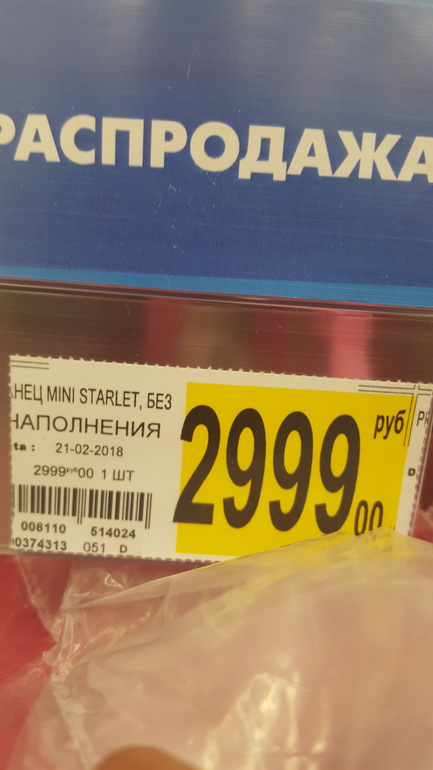 РАСПРОДАЖА
АНЕЦ MINI STARLET, БЕЗ
НАПОЛНЕНИЯ
ta : 21-02-2018
2999руб00 1 ШТ
008110 514024
0374313 051 D
2999 00 руб
D